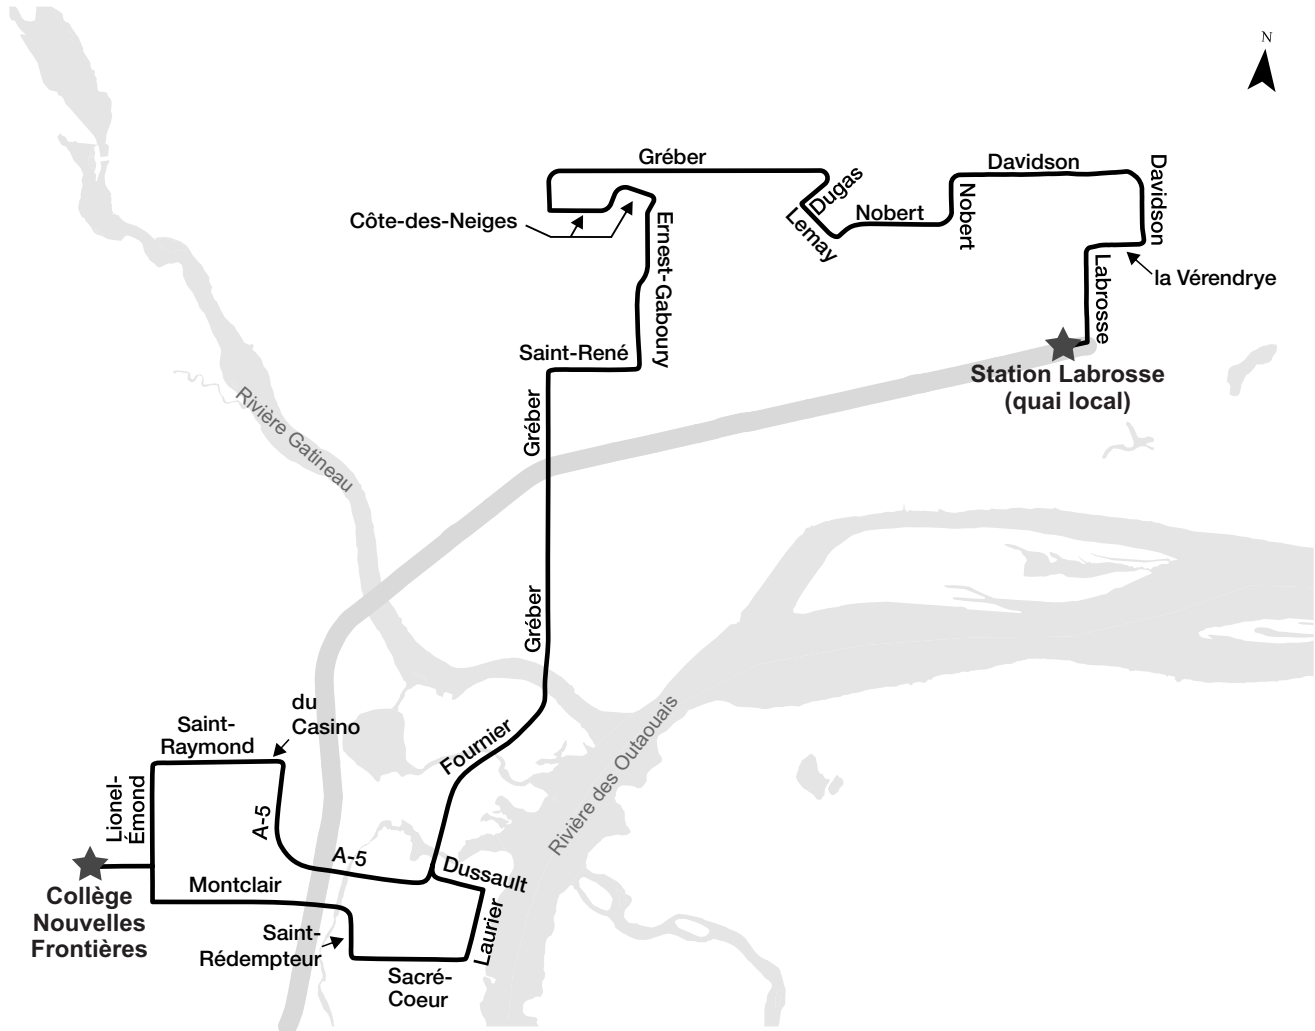 N
Gréber
Davidson
Davidson
Dugas
Lemay
Nobert
Nobert
Côte-des-Neiges
Ernest-Gaboury
la Vérendrye
Labrosse
Saint-René
Station Labrosse
(quai local)
Gréber
Rivière Gatineau
Gréber
du
Casino
Saint-
Raymond
Fournier
Rivière des Outaouais
Lionel-
Émond
A-5
A-5
Dussault
Montclair
Collège
Nouvelles
Frontières
Laurier
Saint-
Rédempteur
Sacré-
Coeur